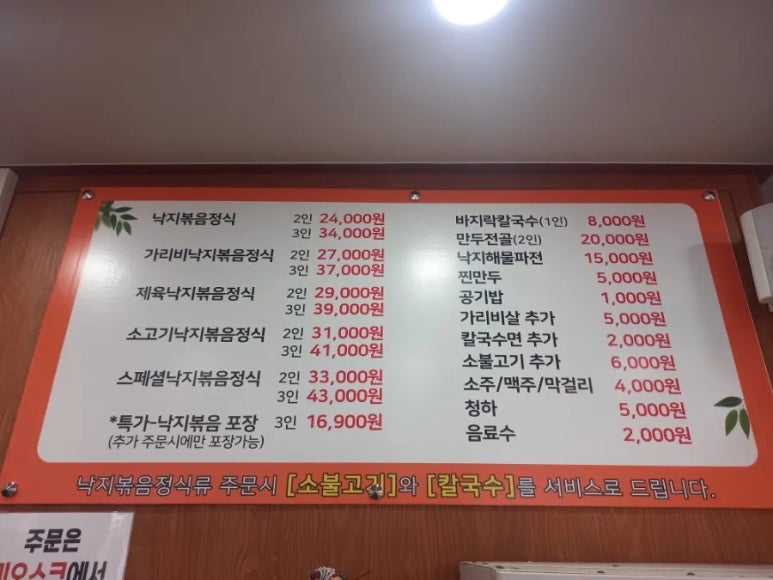 낙지볶음정식 2인 24,000원
3인 34,000원
가리비낙지볶음정식 2인 27,000원
3인 37,000원
제육낙지볶음정식 2인 29,000원
3인 39,000원
소고기낙지볶음정식 2인 31,000원
3인 41,000원
스페셜낙지볶음정식 2인 33,000원
3인 43,000원
*특가-낙지볶음 포장 3인 16,900원
(추가 주문시에만 포장가능)
바지락칼국수(1인) 8,000원
만두전골(2인) 20,000원
낙지해물파전 15,000원
찐만두 5,000원
공기밥 1,000원
가리비살 추가 5,000원
칼국수면 추가 2,000원
소불고기 추가 6,000원
소주/맥주/막걸리 4,000원
청하 5,000원
음료수 2,000원
낙지볶음정식류 주문시 [소불고기]와 [칼국수]를 서비스로 드립니다.
주문은
키오스크에서